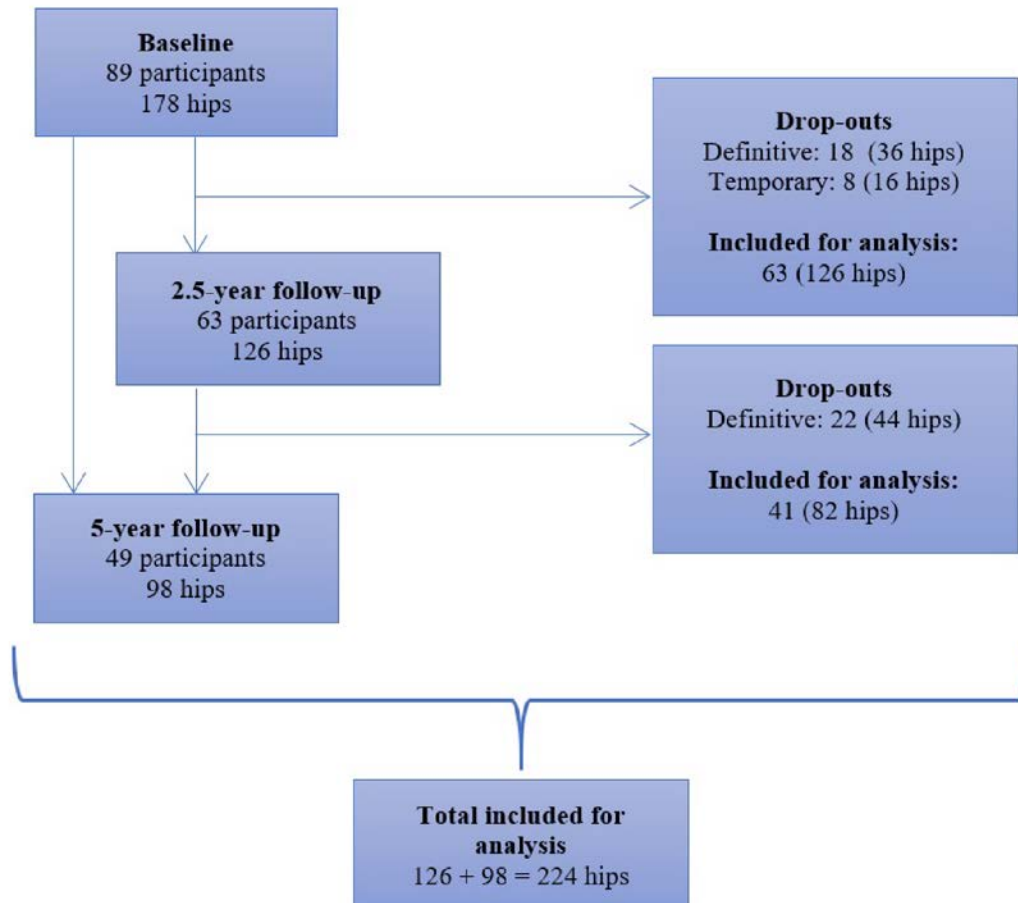 Baseline
89 participants
178 hips
Drop-outs
Definitive: 18 (36 hips)
Temporary: 8 (16 hips)
Included for analysis:
63 (126 hips)
2.5-year follow-up
63 participants
126 hips
Drop-outs
Definitive: 22 (44 hips)
Included for analysis:
41 (82 hips)
5-year follow-up
49 participants
98 hips
Total included for
analysis
126 + 98 = 224 hips